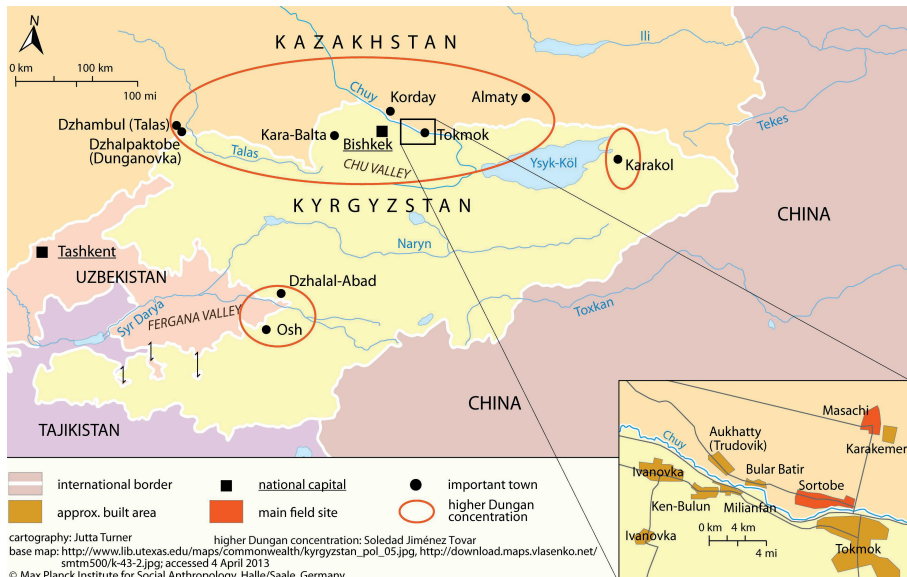 N
0 km 100 km
100 mi
KAZAKHSTAN
Ili
Chuy
Korday
Almaty
Dzhambul (Talas)
Dzhalpaktobe
(Dunganovka)
Kara-Balta
Bishkek
Tokmok
Tekes
Talas
CHU VALLEY
Ysyk-Köl
Karakol
KYRGYZSTAN
CHINA
Tashkent
Naryn
UZBEKISTAN
Dzhalal-Abad
Syr Darya
FERGANA VALLEY
Toxkan
Osh
CHINA
TAJIKISTAN
Masachi
Karakemer
Chuy
Aukhatty
(Trudovik)
Ivanovka
Bular Batir
Sortobe
Ken-Bulun
Milianfan
0 km 4 km
4 mi
Ivanovka
Tokmok
international border
national capital
important town
approx. built area
main field site
higher Dungan
concentration
cartography: Jutta Turner higher Dungan concentration: Soledad Jiménez Tovar
base map: http://www.lib.utexas.edu/maps/commonwealth/kyrgyzstan_pol_05.jpg, http://download.maps.vlasenko.net/
smtm500/k-43-2.jpg; accessed 4 April 2013
© Max Planck Institute for Social Anthropology, Halle/Saale, Germany